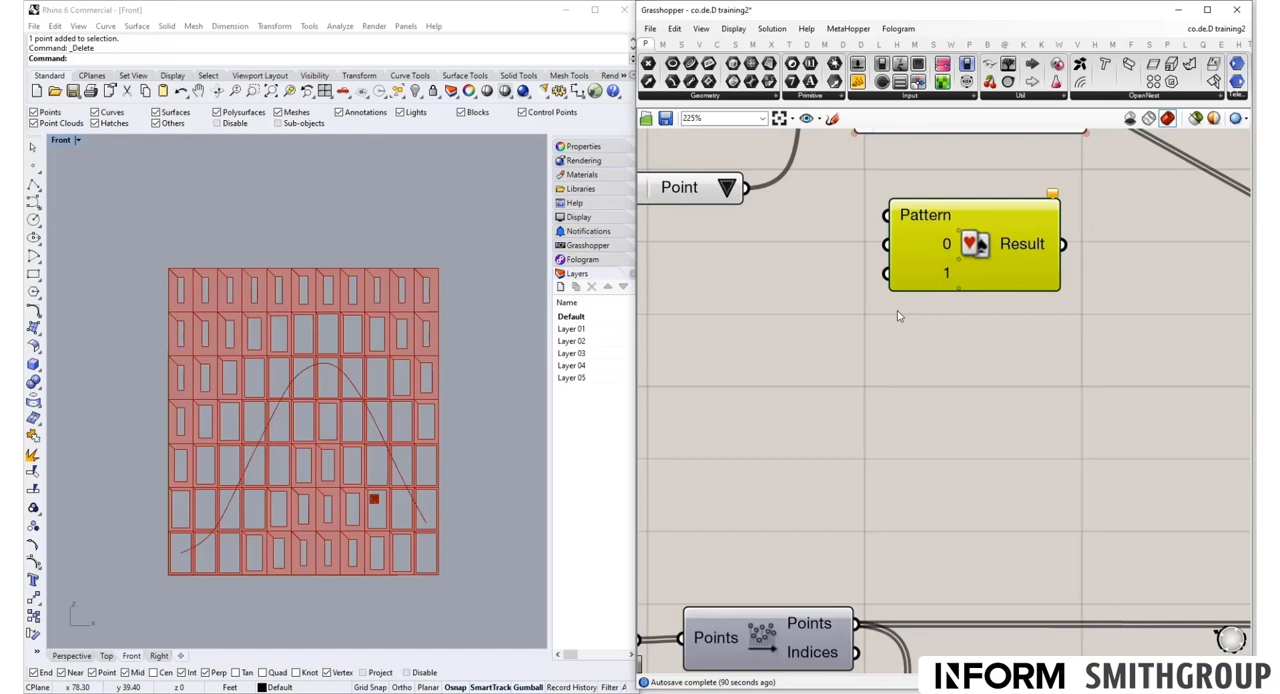 Rhino 6 Commercial - [Front]
File Edit View Curve Surface Solid Mesh Dimension Transform Tools Analyze Render Panels Help
1 point added to selection.
Command: _Delete
Command:
Standard CPlanes Set View Display Select Viewport Layout Visibility Transform Curve Tools Surface Tools Solid Tools Mesh Tools Rend »
Points Curves Surfaces Polysurfaces Meshes Annotations Lights Blocks Control Points
Point Clouds Hatches Others Disable Sub-objects
Front
Properties
Rendering
Materials
Libraries
Help
Display
Notifications
Grasshopper
Fologram
Layers
Name
Default
Layer 01
Layer 02
Layer 03
Layer 04
Layer 05
z
x
Perspective Top Front Right
End Near Point Mid Cen Int Perp Tan Quad Knot Vertex Project Disable
CPlane x 78.30 y 39.40 z 0 Feet Default Grid Snap Ortho Planar Osnap SmartTrack Gumball Record History Filter
Grasshopper - co.de.D training2*
File Edit View Display Solution Help MetaHopper Fologram co.de.D training2*
Geometry Primitive Input Util OpenNest Tele...
225%
Point
Pattern
0
1
Result
Points
Points
Indices
Autosave complete (90 seconds ago)
INFORM SMITHGROUP